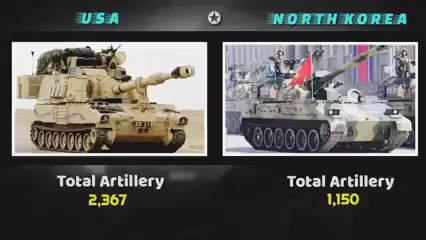 USA
NORTH KOREA
Total Artillery
2,367
Total Artillery
1,150